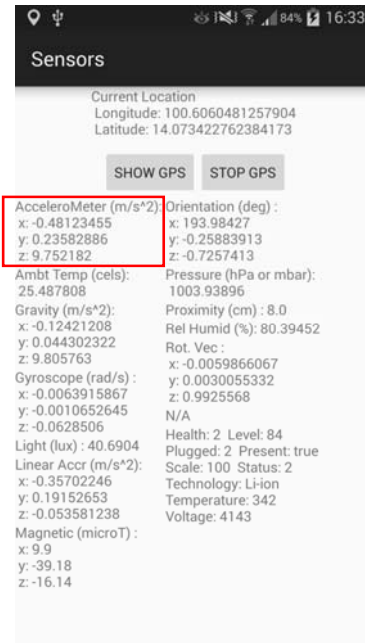 84% 16:33
Sensors
Current Location
Longitude: 100.6060481257904
Latitude: 14.073422762384173
SHOW GPS STOP GPS
AcceleroMeter (m/s^2):
x: -0.48123455
y: 0.23582886
z: 9.752182
Ambt Temp (cels):
25.487808
Gravity (m/s^2):
x: -0.12421208
y: 0.044302322
z: 9.805763
Gyroscope (rad/s) :
x: -0.0063915867
y: -0.0010652645
z: -0.0628506
Light (lux) : 40.6904
Linear Accr (m/s^2):
x: -0.35702246
y: 0.19152653
z: -0.053581238
Magnetic (microT) :
x: 9.9
y: -39.18
z: -16.14
Orientation (deg) :
x: 193.98427
y: -0.25883913
z: -0.7257413
Pressure (hPa or mbar):
1003.93896
Proximity (cm) : 8.0
Rel Humid (%): 80.39452
Rot. Vec :
x: -0.0059866067
y: 0.0030055332
z: 0.9925568
N/A
Health: 2 Level: 84
Plugged: 2 Present: true
Scale: 100 Status: 2
Technology: Li-ion
Temperature: 342
Voltage: 4143